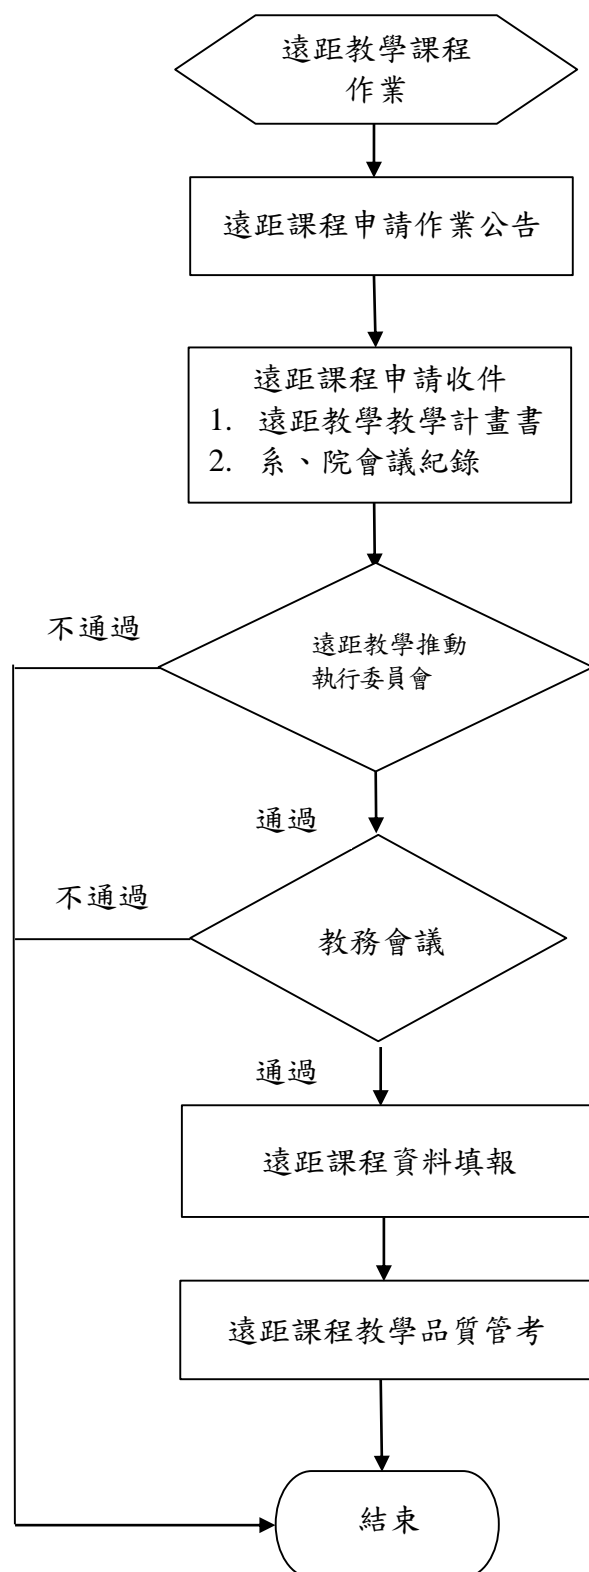 遠距教學課程
作業
遠距課程申請作業公告
遠距課程申請收件
1. 遠距教學教學計畫書
2. 系、院會議紀錄
不通過
遠距教學推動
執行委員會
通過
不通過
教務會議
通過
遠距課程資料填報
遠距課程教學品質管考
結束